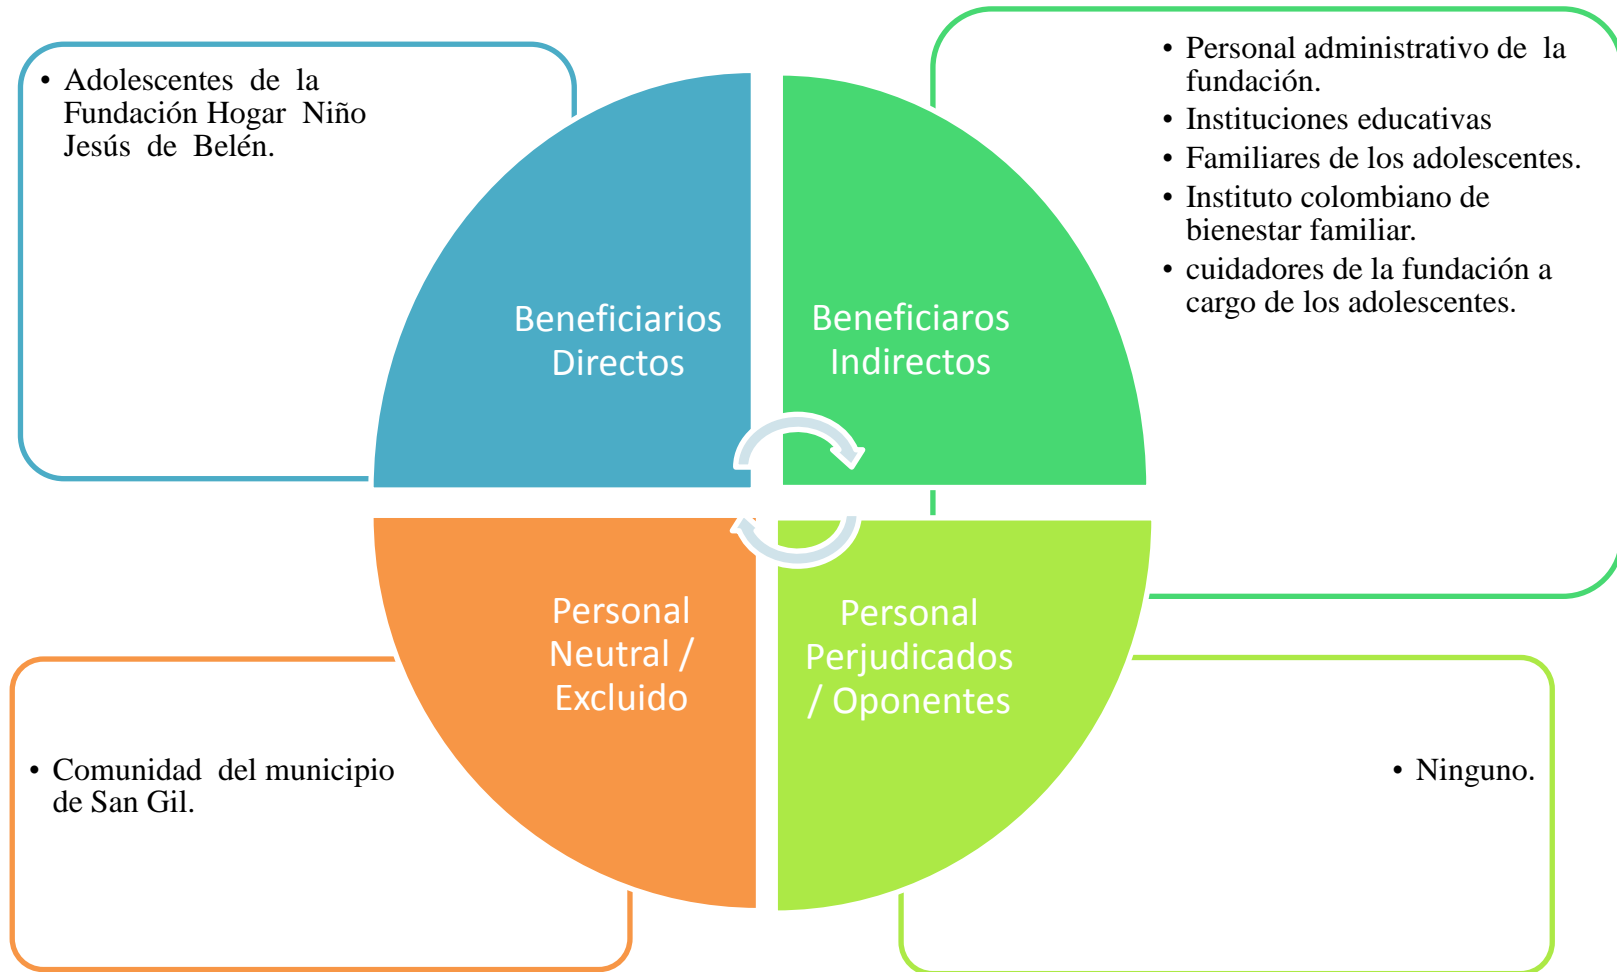 • Adolescentes de la
Fundación Hogar Niño
Jesús de Belén.
• Personal administrativo de la
fundación.
• Instituciones educativas
• Familiares de los adolescentes.
• Instituto colombiano de
bienestar familiar.
• cuidadores de la fundación a
cargo de los adolescentes.
Beneficiarios
Directos
Beneficiaros
Indirectos
Personal
Neutral /
Excluido
Personal
Perjudicados
/ Oponentes
• Comunidad del municipio
de San Gil.
• Ninguno.